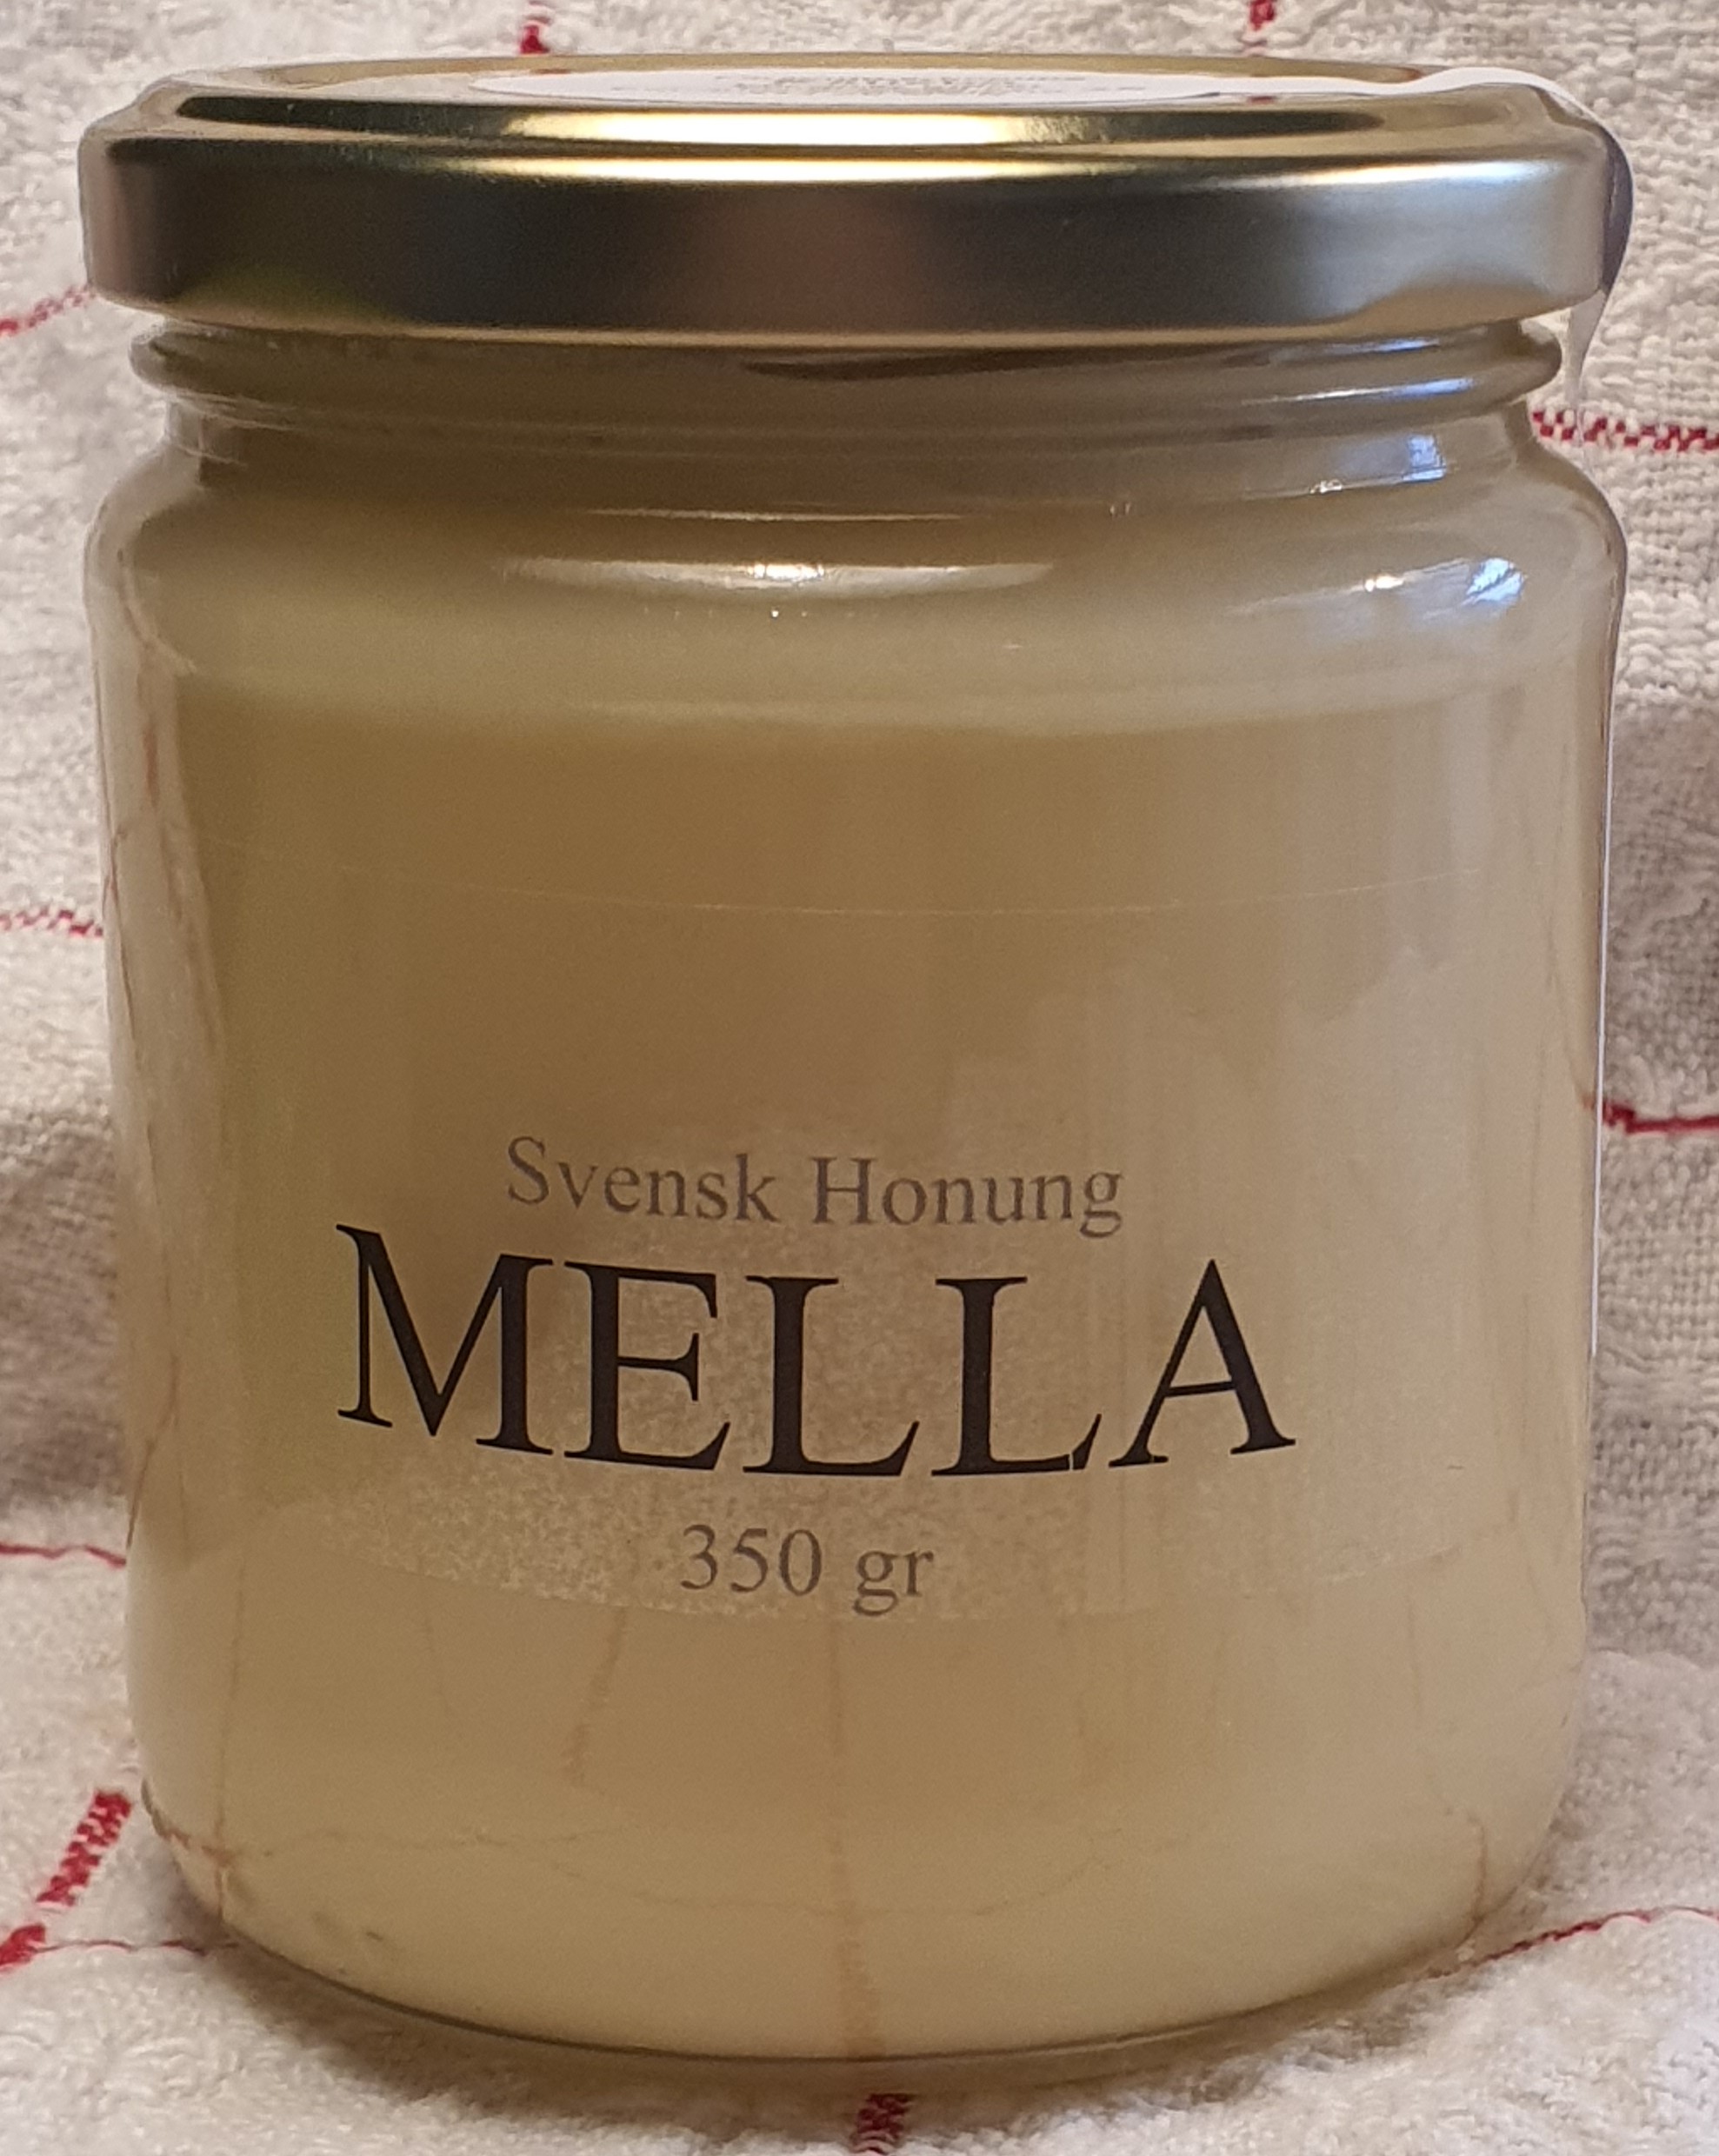 Svensk Honung
MELLA
350 gr